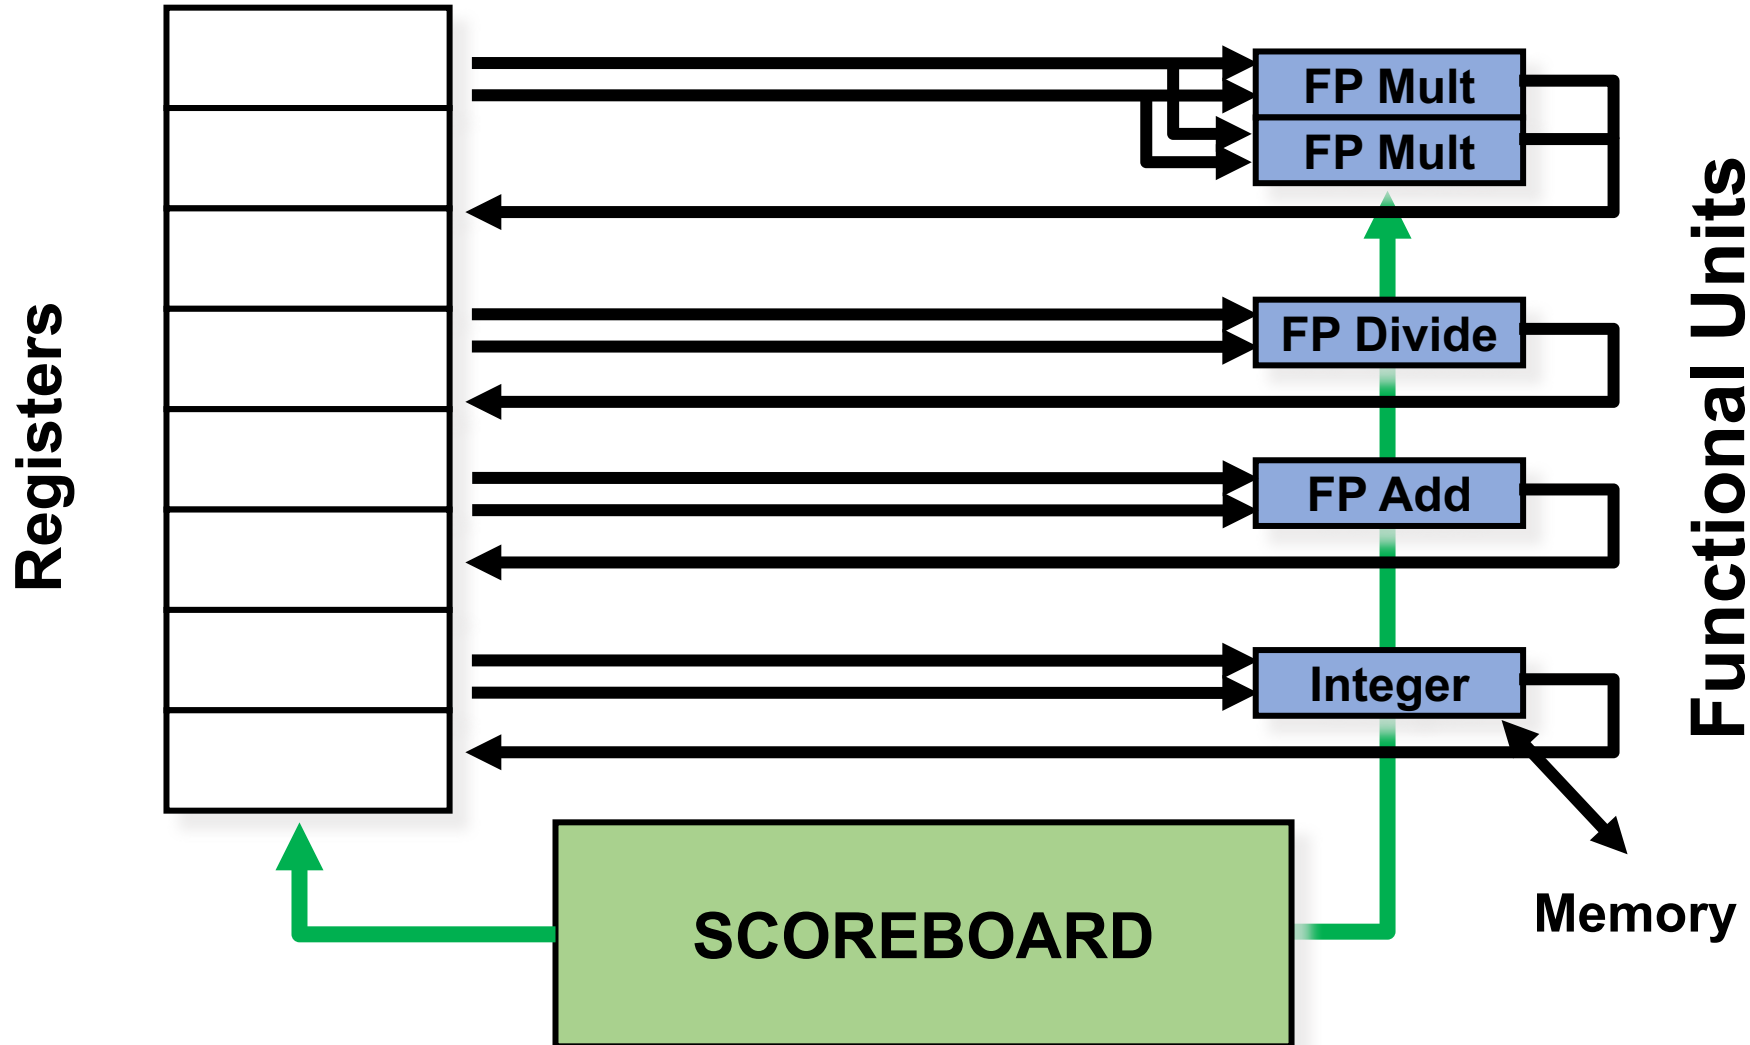 Registers
FP Mult
FP Mult
FP Divide
FP Add
Integer
Functional Units
Memory
SCOREBOARD